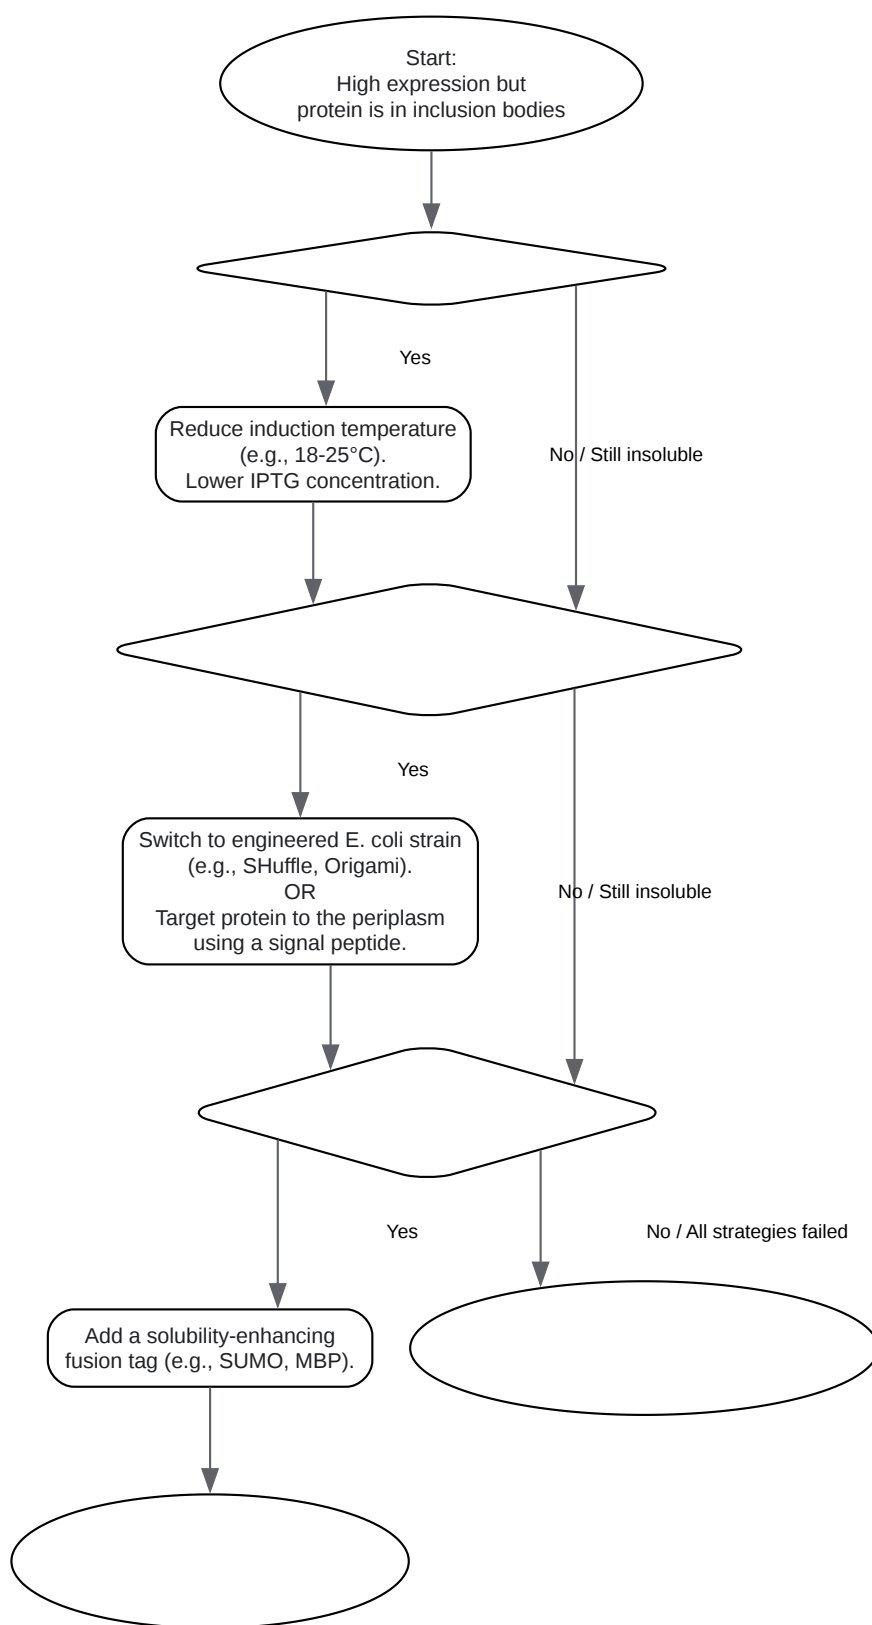 Start:
High expression but
protein is in inclusion bodies
Yes
Reduce induction temperature
(e.g., 18-25°C).
Lower IPTG concentration.
No / Still insoluble
Yes
Switch to engineered E. coli strain
(e.g., SHuffle, Origami).
OR
Target protein to the periplasm
using a signal peptide.
No / Still insoluble
Yes
No / All strategies failed
Add a solubility-enhancing
fusion tag (e.g., SUMO, MBP).